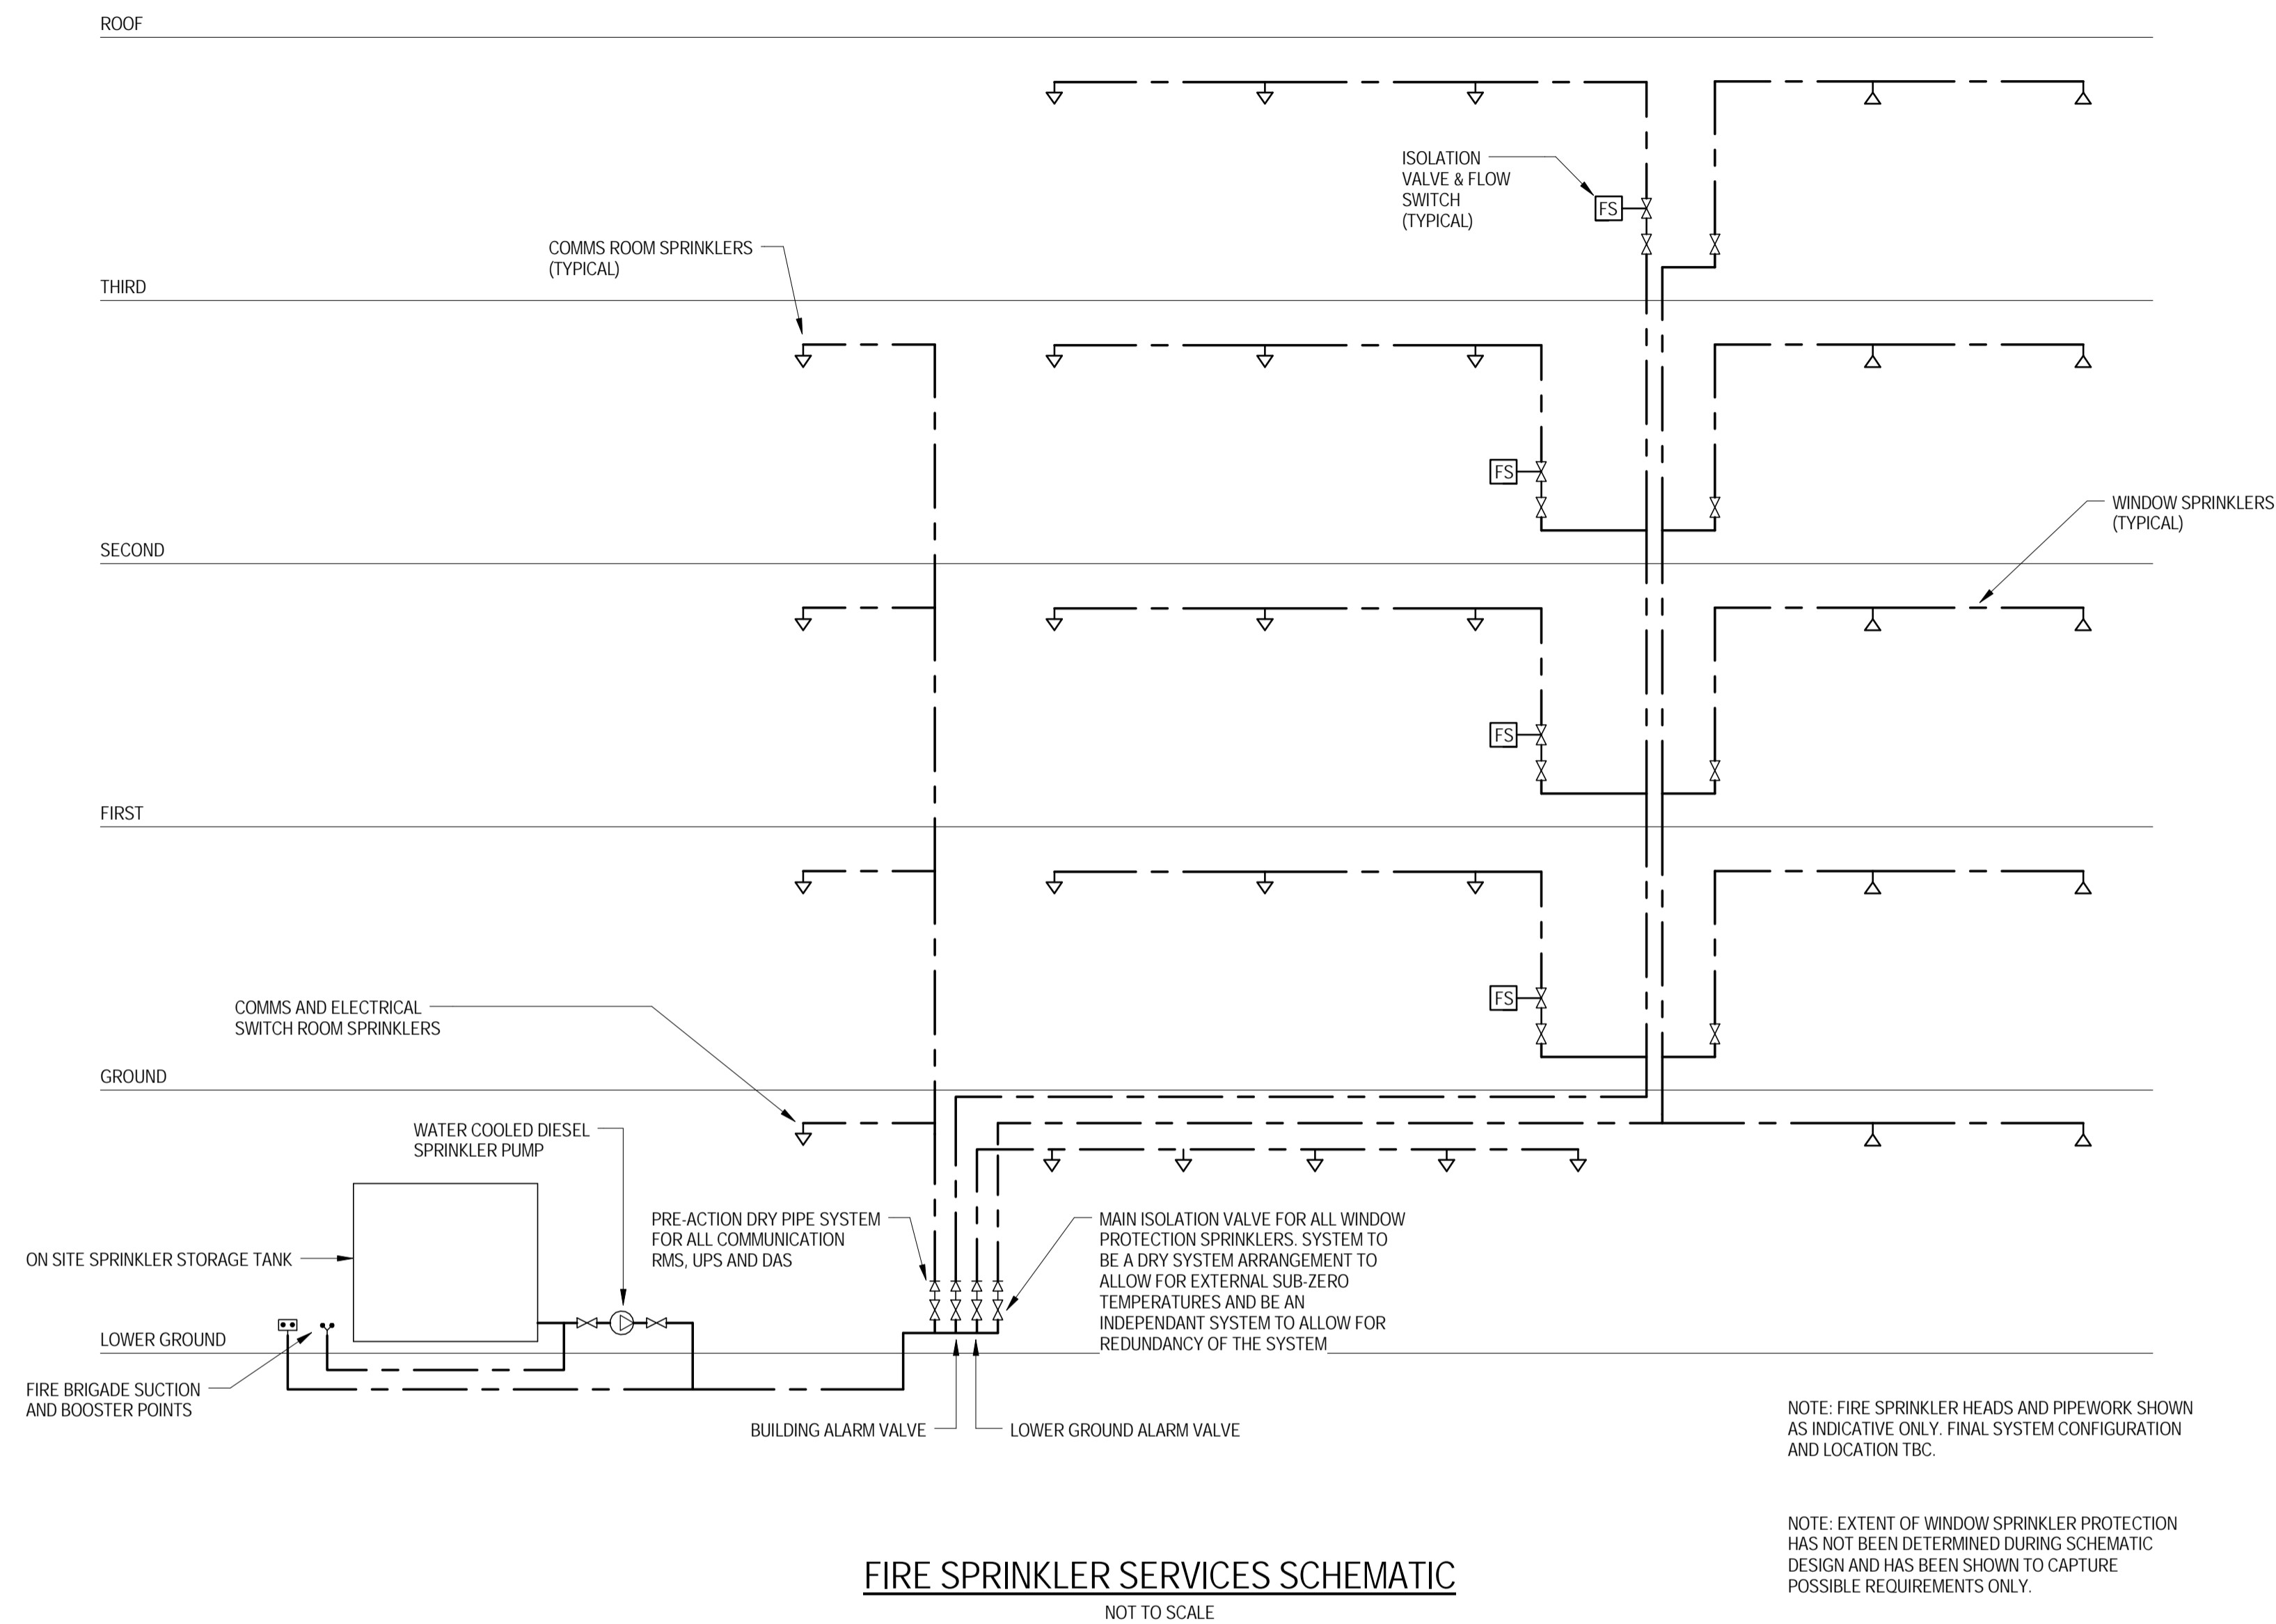 ROOF
ISOLATION
VALVE & FLOW
SWITCH
(TYPICAL)
FS
COMMS ROOM SPRINKLERS
(TYPICAL)
THIRD
FS
WINDOW SPRINKLERS
(TYPICAL)
SECOND
FS
FIRST
FS
COMMS AND ELECTRICAL
SWITCH ROOM SPRINKLERS
GROUND
WATER COOLED DIESEL
SPRINKLER PUMP
PRE-ACTION DRY PIPE SYSTEM
FOR ALL COMMUNICATION
RMS, UPS AND DAS
MAIN ISOLATION VALVE FOR ALL WINDOW
PROTECTION SPRINKLERS. SYSTEM TO
BE A DRY SYSTEM ARRANGEMENT TO
ALLOW FOR EXTERNAL SUB-ZERO
TEMPERATURES AND BE AN
INDEPENDANT SYSTEM TO ALLOW FOR
REDUNDANCY OF THE SYSTEM
ON SITE SPRINKLER STORAGE TANK
LOWER GROUND
FIRE BRIGADE SUCTION
AND BOOSTER POINTS
BUILDING ALARM VALVE
LOWER GROUND ALARM VALVE
NOTE: FIRE SPRINKLER HEADS AND PIPEWORK SHOWN
AS INDICATIVE ONLY. FINAL SYSTEM CONFIGURATION
AND LOCATION TBC.
NOTE: EXTENT OF WINDOW SPRINKLER PROTECTION
HAS NOT BEEN DETERMINED DURING SCHEMATIC
DESIGN AND HAS BEEN SHOWN TO CAPTURE
POSSIBLE REQUIREMENTS ONLY.
FIRE SPRINKLER SERVICES SCHEMATIC
NOT TO SCALE